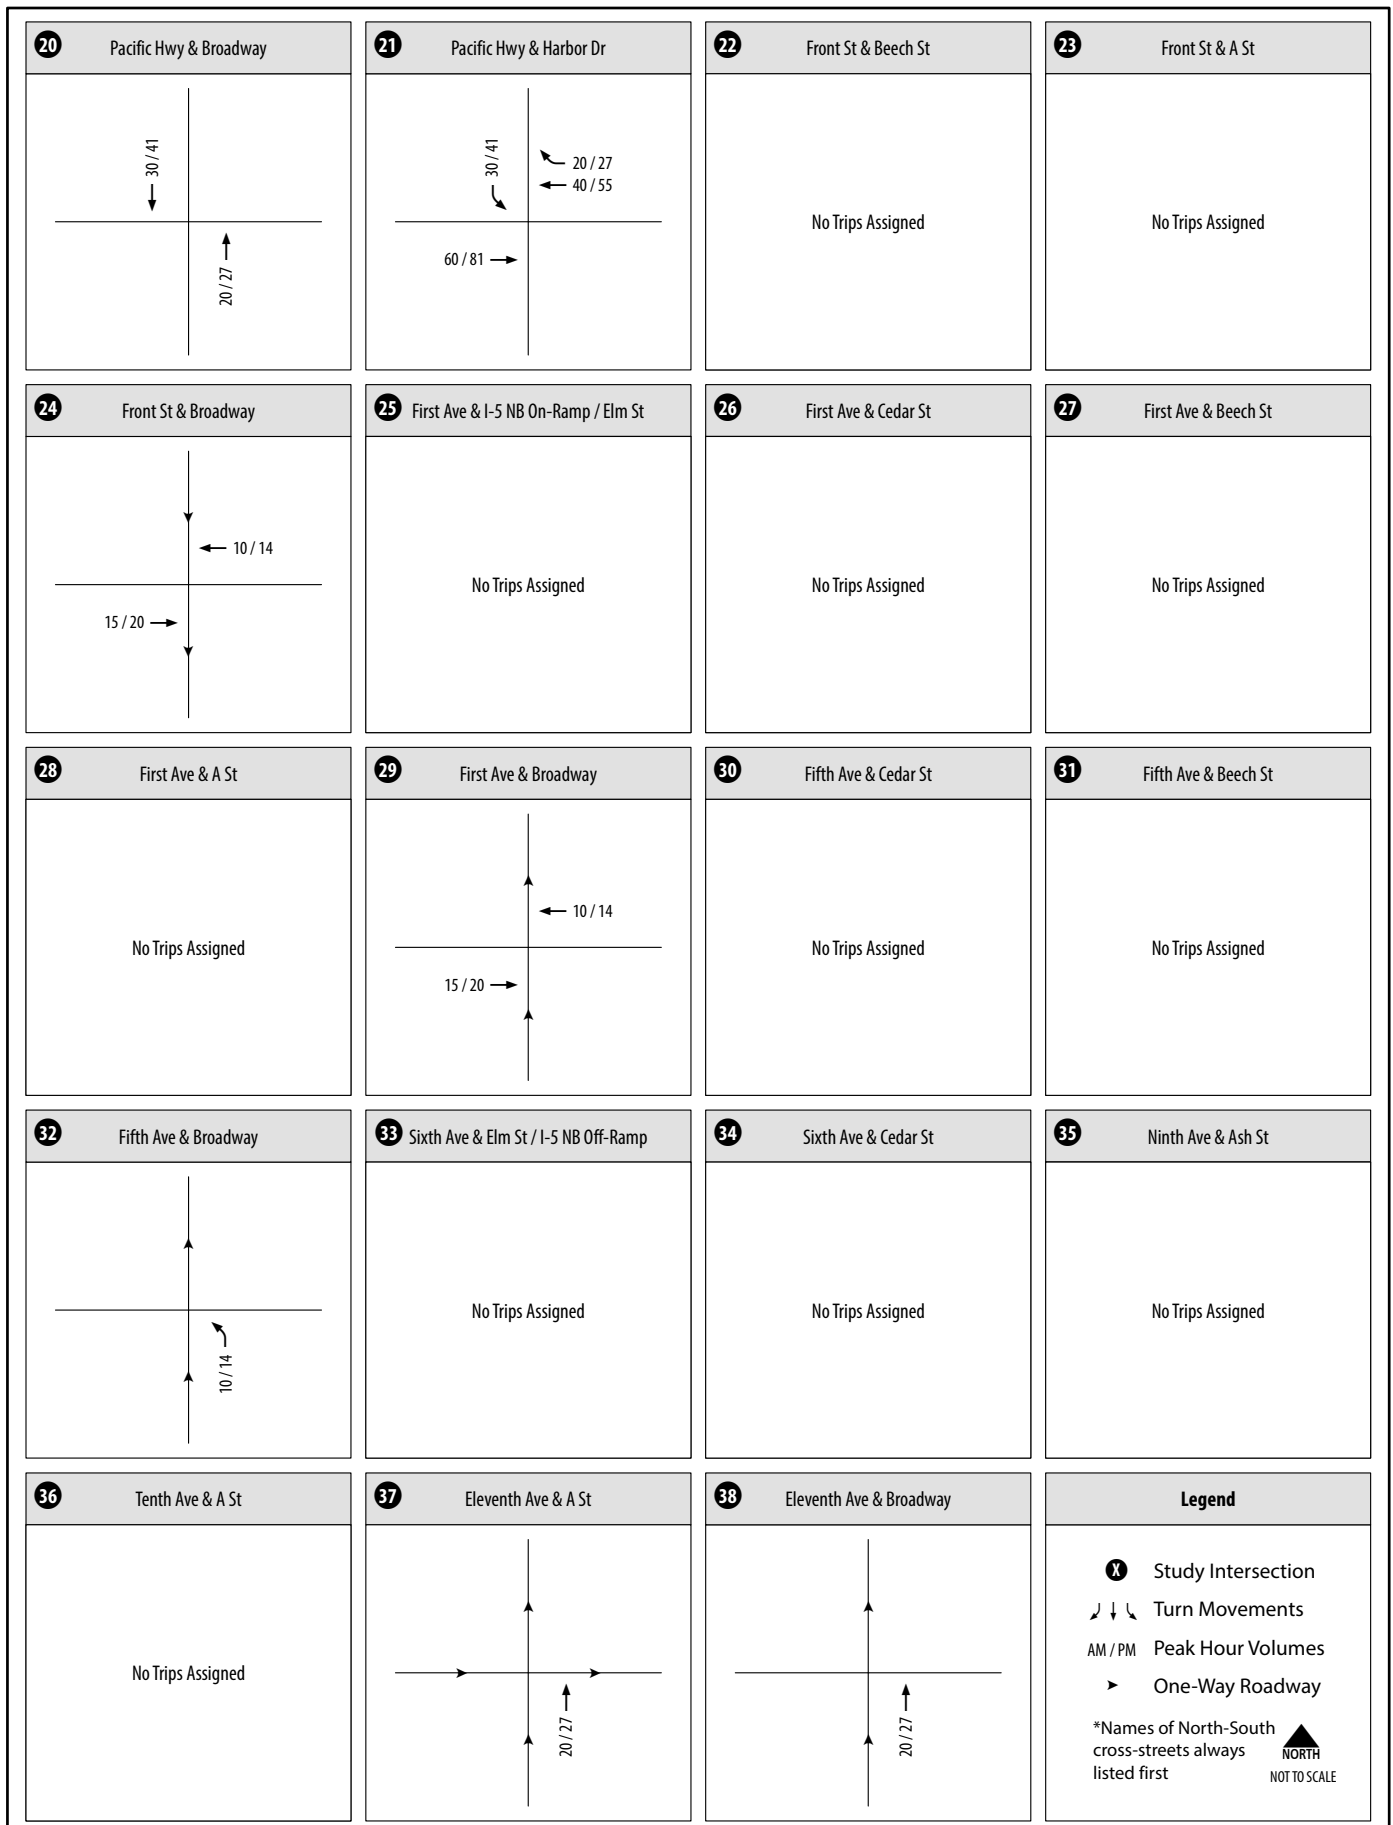 20 Pacific Hwy & Broadway
30 / 41
20 / 27
21 Pacific Hwy & Harbor Dr
30 / 41
20 / 27
40 / 55
60 / 81
22 Front St & Beech St
No Trips Assigned
23 Front St & A St
No Trips Assigned
24 Front St & Broadway
10 / 14
15 / 20
25 First Ave & I-5 NB On-Ramp / Elm St
No Trips Assigned
26 First Ave & Cedar St
No Trips Assigned
27 First Ave & Beech St
No Trips Assigned
28 First Ave & A St
No Trips Assigned
29 First Ave & Broadway
10 / 14
15 / 20
30 Fifth Ave & Cedar St
No Trips Assigned
31 Fifth Ave & Beech St
No Trips Assigned
32 Fifth Ave & Broadway
10 / 14
33 Sixth Ave & Elm St / I-5 NB Off-Ramp
No Trips Assigned
34 Sixth Ave & Cedar St
No Trips Assigned
35 Ninth Ave & Ash St
No Trips Assigned
36 Tenth Ave & A St
No Trips Assigned
37 Eleventh Ave & A St
20 / 27
38 Eleventh Ave & Broadway
20 / 27
Legend
X Study Intersection
Turn Movements
AM / PM Peak Hour Volumes
One-Way Roadway
*Names of North-South
cross-streets always
listed first
NORTH
NOT TO SCALE